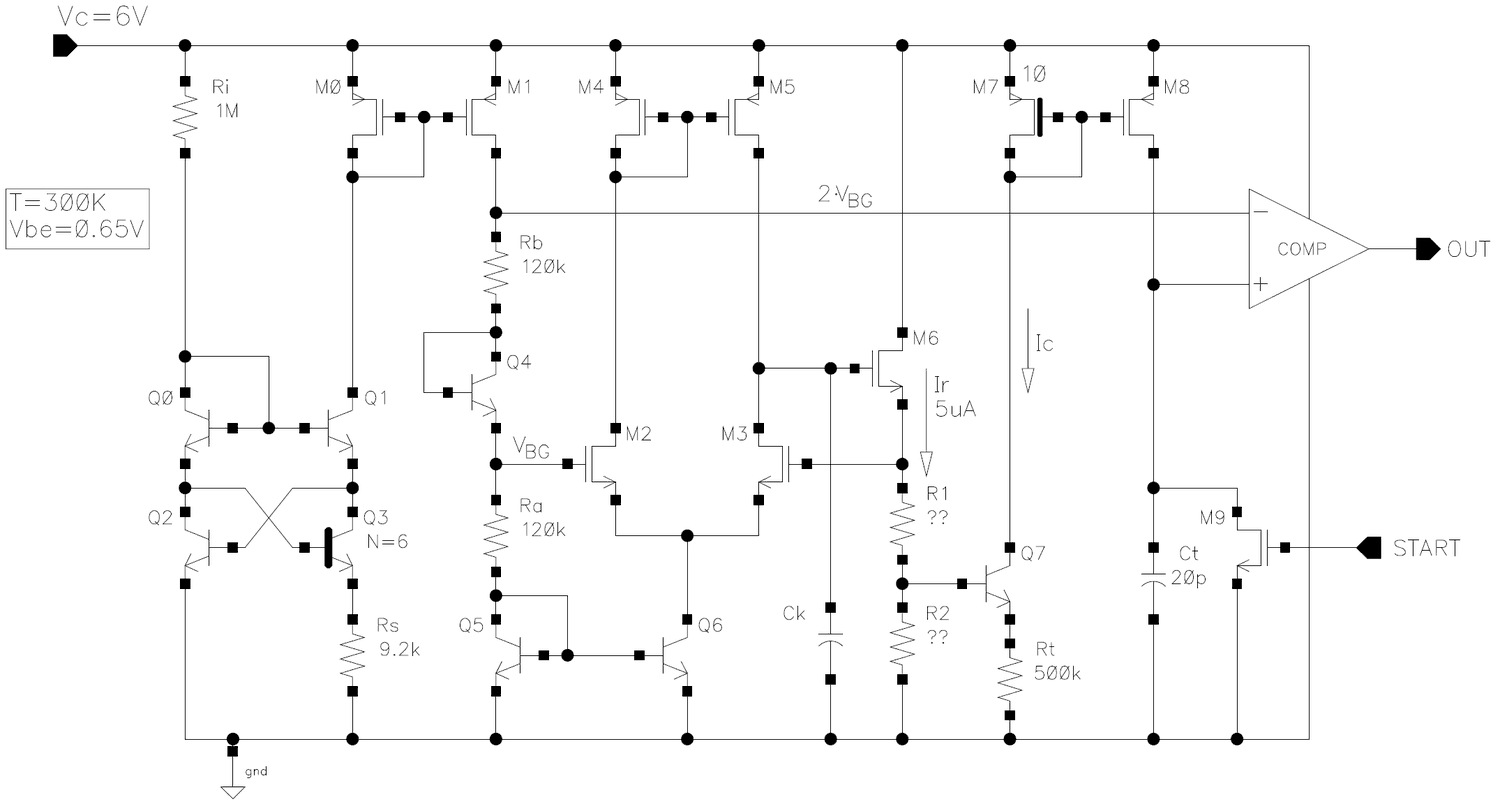 Vc=6V
Ri
1M
M0
M1
M4
M5
M7
10
M8
T=300K
Vbe=0.65V
2·VBG
Rb
120k
COMP
OUT
M6
Ic
Q4
Ir
5uA
Q0
Q1
VBG
M2
M3
R1
??
Q2
Q3
N=6
Ra
120k
M9
START
Q7
Ct
20p
Ck
R2
??
Rs
9.2k
Q5
Q6
Rt
500k
gnd